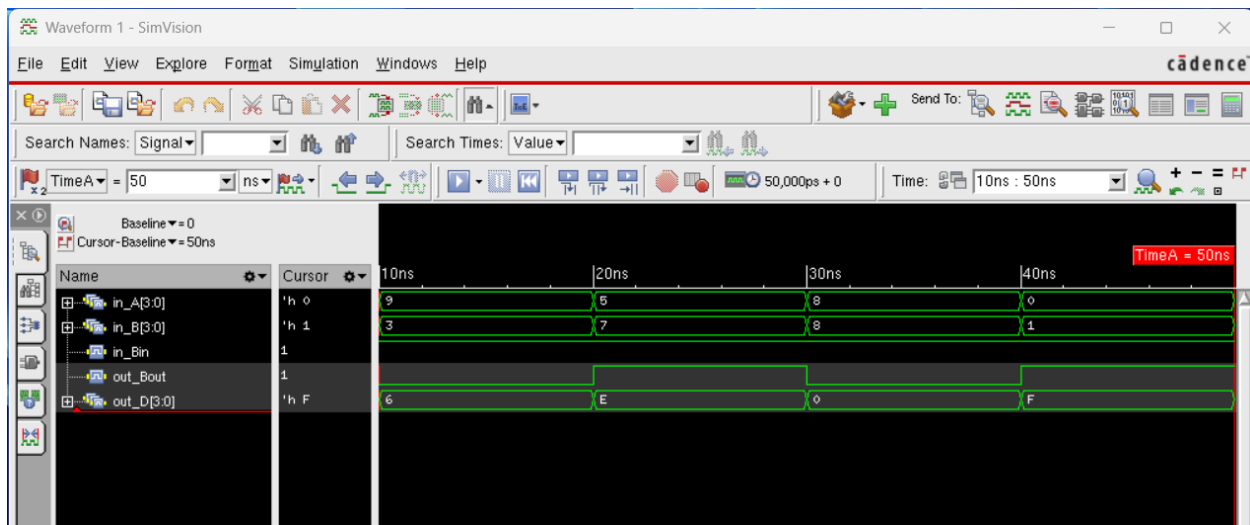 Waveform 1 - SimVision
File Edit View Explore Format Simulation Windows Help cādence
Send To:
Search Names: Signal Search Times: Value
TimeA = 50 ns 50,000ps + 0 Time: 10ns : 50ns
Baseline = 0
Cursor-Baseline = 50ns
TimeA = 50ns
Name Cursor 10ns 20ns 30ns 40ns
in_A[3:0] 'h 0 9 5 8 0
in_B[3:0] 'h 1 3 7 8 1
in_Bin 1
out_Bout 1
out_D[3:0] 'h F 6 E 0 F